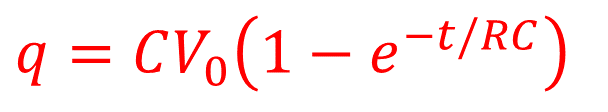 q = CV₀(1 − e^{−t/RC})